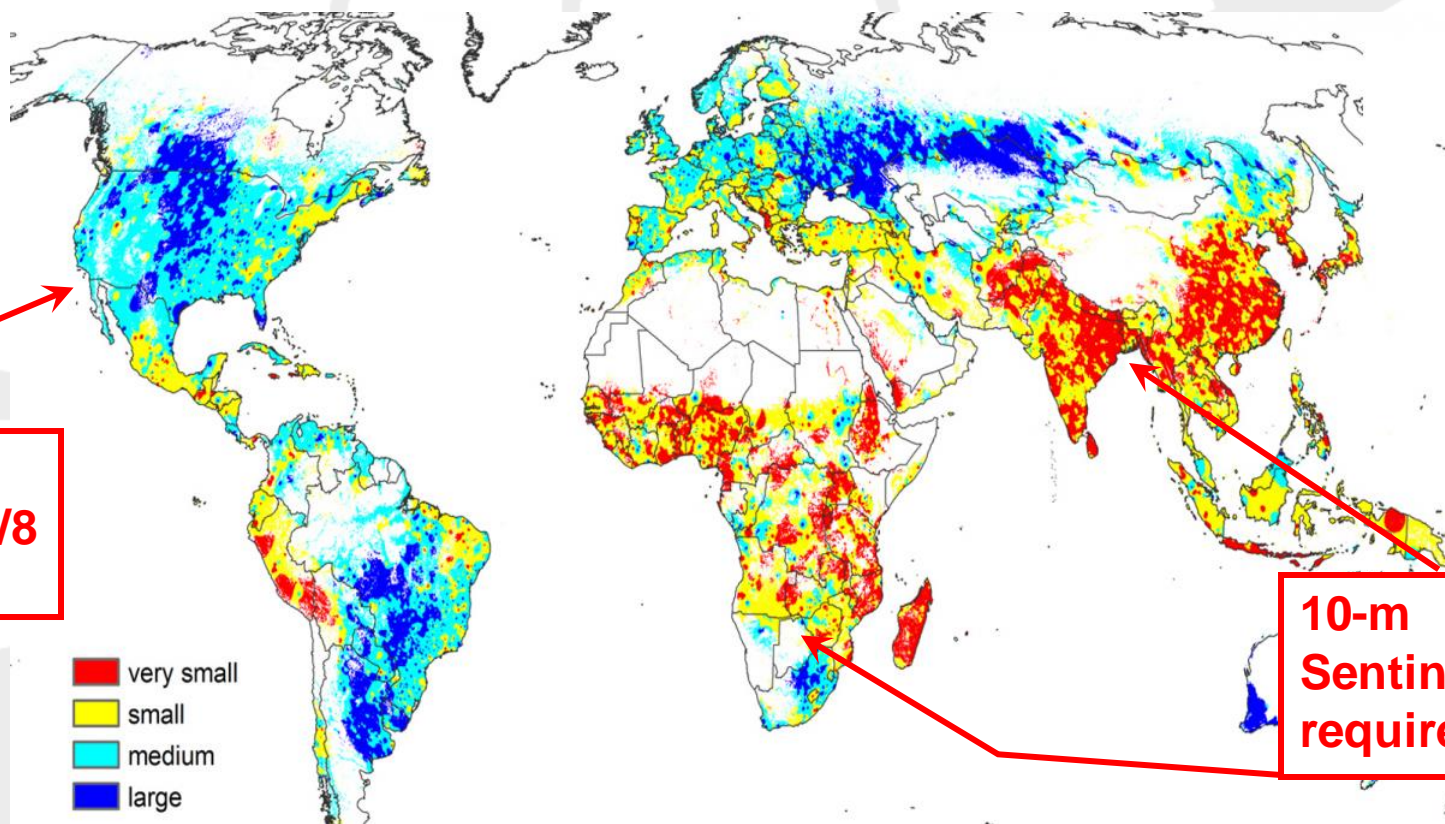 /8
very small
small
medium
large
10-m
Sentin
require